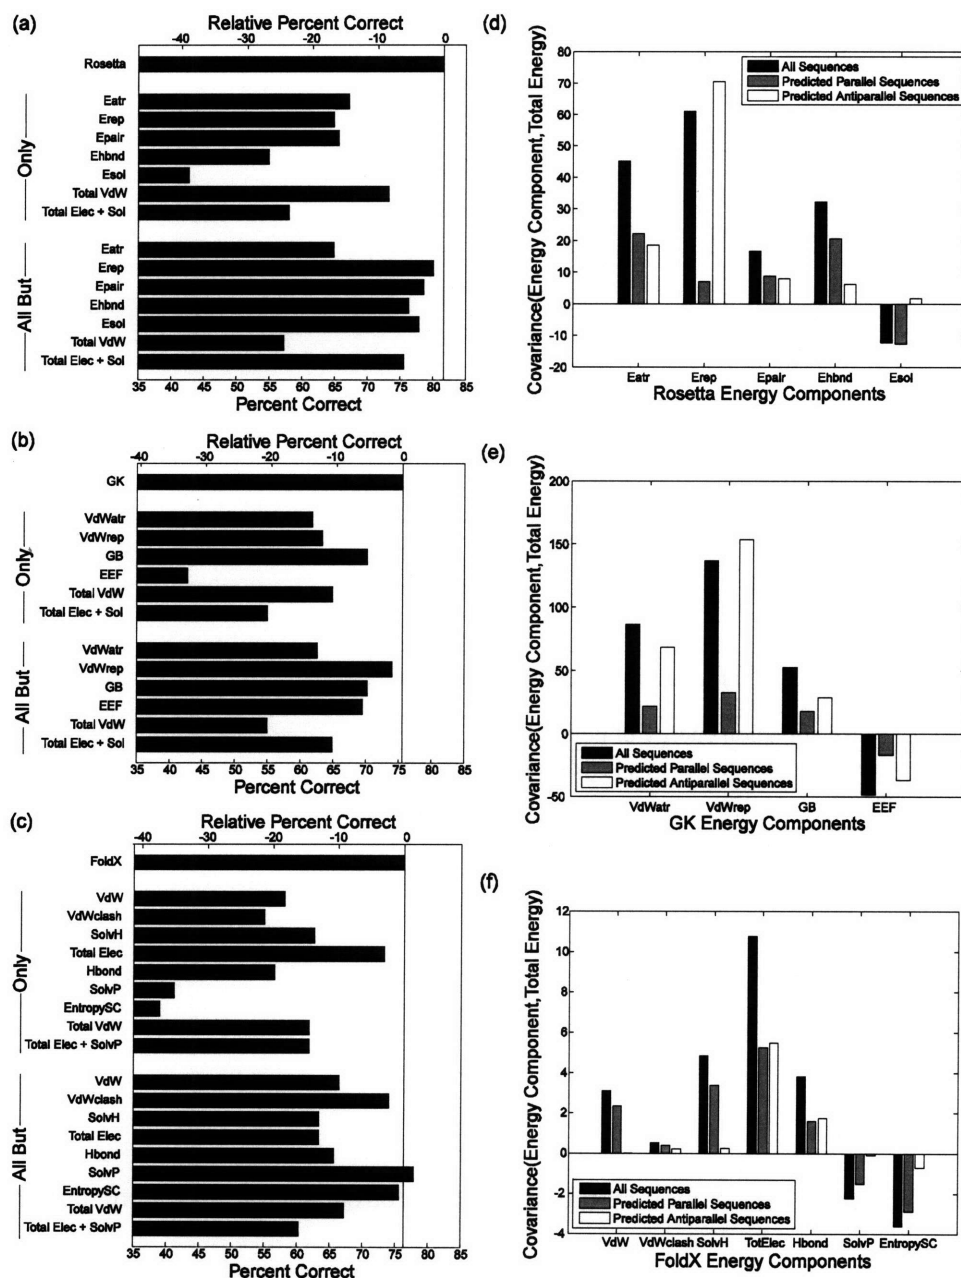 (a)
Relative Percent Correct
-40 -30 -20 -10 0
Rosetta
Only
Eatr
Erep
Epair
Ehbnd
Esol
Total VdW
Total Elec + Sol
All But
Eatr
Erep
Epair
Ehbnd
Esol
Total VdW
Total Elec + Sol
35 40 45 50 55 60 65 70 75 80 85
Percent Correct
(b)
Relative Percent Correct
-40 -30 -20 -10 0
GK
Only
VdWatr
VdWrep
GB
EEF
Total VdW
Total Elec + Sol
All But
VdWatr
VdWrep
GB
EEF
Total VdW
Total Elec + Sol
35 40 45 50 55 60 65 70 75 80 85
Percent Correct
(c)
Relative Percent Correct
-40 -30 -20 -10 0
FoldX
Only
VdW
VdWclash
SolvH
Total Elec
Hbond
SolvP
EntropySC
Total VdW
Total Elec + SolvP
All But
VdW
VdWclash
SolvH
Total Elec
Hbond
SolvP
EntropySC
Total VdW
Total Elec + SolvP
35 40 45 50 55 60 65 70 75 80 85
Percent Correct
(d)
Covariance(Energy Component,Total Energy)
80
70
60
50
40
30
20
10
0
-10
-20
All Sequences
Predicted Parallel Sequences
Predicted Antiparallel Sequences
Eatr Erep Epair Ehbnd Esol
Rosetta Energy Components
(e)
Covariance(Energy Component,Total Energy)
200
150
100
50
0
-50
All Sequences
Predicted Parallel Sequences
Predicted Antiparallel Sequences
VdWatr VdWrep GB EEF
GK Energy Components
(f)
Covariance(Energy Component,Total Energy)
12
10
8
6
4
2
0
-2
-4
All Sequences
Predicted Parallel Sequences
Predicted Antiparallel Sequences
VdW VdWclash SolvH TotElec Hbond SolvP EntropySC
FoldX Energy Components